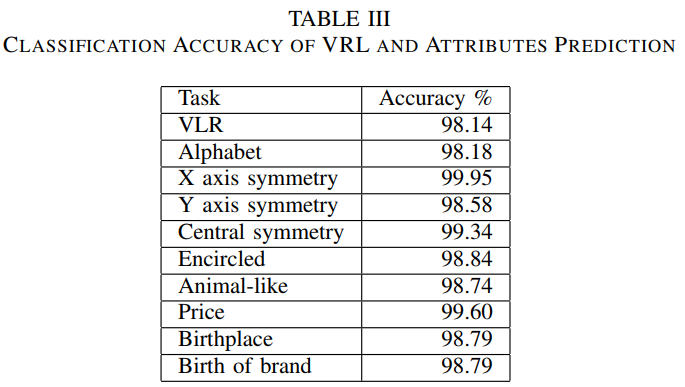 TABLE III
CLASSIFICATION ACCURACY OF VRL AND ATTRIBUTES PREDICTION
Task Accuracy %
VLR 98.14
Alphabet 98.18
X axis symmetry 99.95
Y axis symmetry 98.58
Central symmetry 99.34
Encircled 98.84
Animal-like 98.74
Price 99.60
Birthplace 98.79
Birth of brand 98.79